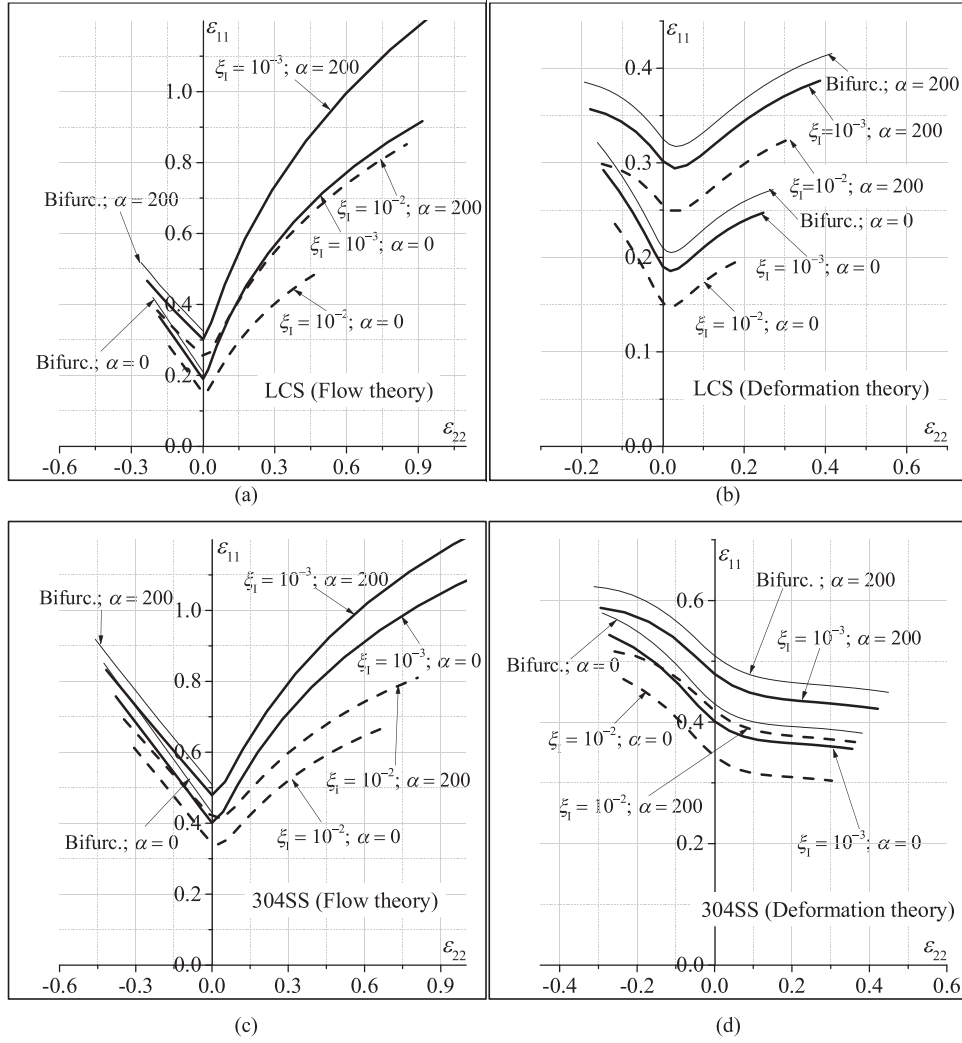 ε11
ξI = 10−3; α = 200
1.0
0.8
Bifurc.; α = 200
ξI = 10−2; α = 200
0.6
ξI = 10−3; α = 0
0.4
ξI = 10−2; α = 0
Bifurc.; α = 0
0.2
LCS (Flow theory)
ε22
0.0
-0.6 -0.3 0.0 0.3 0.6 0.9
(a)
ε11
0.4
Bifurc.; α = 200
ξI=10−3; α = 200
0.3
ξI=10−2; α = 200
Bifurc.; α = 0
0.2
ξI = 10−3; α = 0
ξI = 10−2; α = 0
0.1
LCS (Deformation theory)
ε22
0.0
-0.2 0.0 0.2 0.4 0.6
(b)
ε11
ξI = 10−3; α = 200
Bifurc.; α = 200
1.0
ξI = 10−3; α = 0
0.8
0.6
ξI = 10−2; α = 200
0.4
Bifurc.; α = 0
ξI = 10−2; α = 0
0.2
304SS (Flow theory)
ε22
0.0
-0.6 -0.3 0.0 0.3 0.6 0.9
(c)
ε11
Bifurc. ; α = 200
0.6
ξI = 10−3; α = 200
Bifurc.; α = 0
0.4
ξI = 10−2; α = 0
ξI = 10−2; α = 200
ξI = 10−3; α = 0
0.2
304SS (Deformation theory)
ε22
0.0
-0.4 -0.2 0.0 0.2 0.4 0.6
(d)